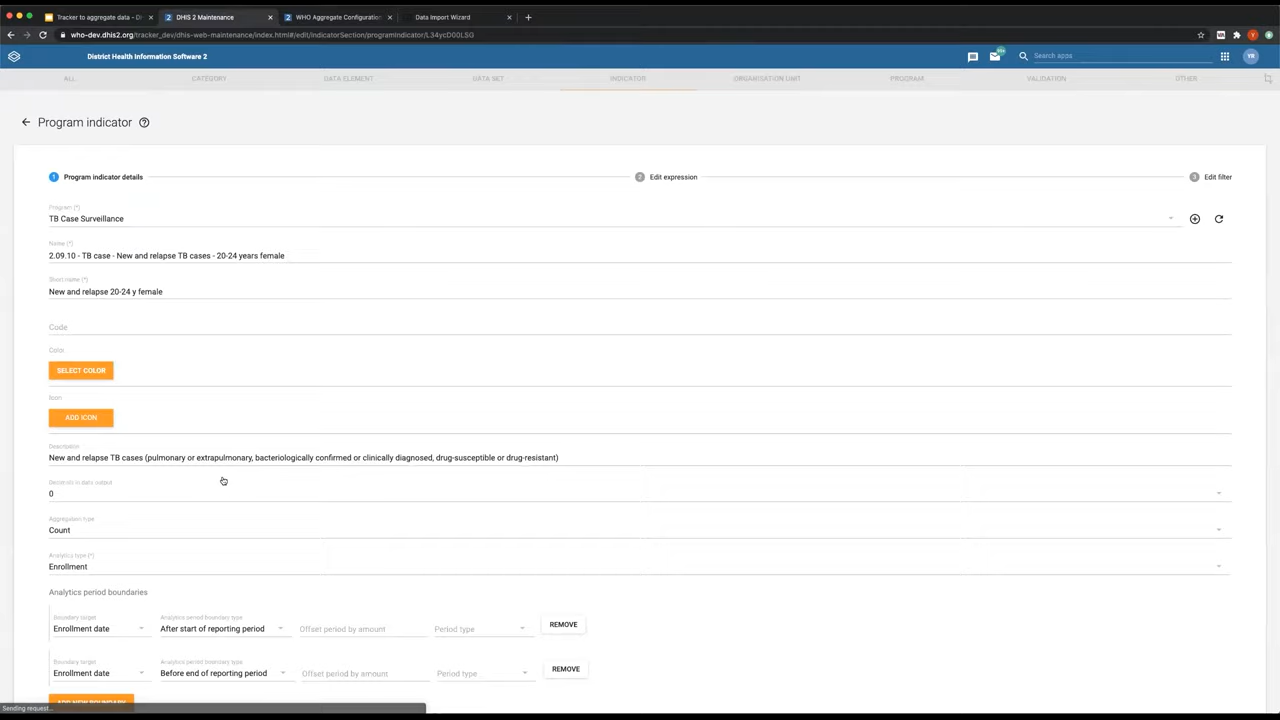 Tracker to aggregate data - DH
DHIS 2 Maintenance
WHO Aggregate Configuration
Data Import Wizard
who-dev.dhis2.org/tracker_dev/dhis-web-maintenance/index.html#/edit/indicatorSection/programIndicator/L34ycD00LSG
District Health Information Software 2
99+
Search apps
YR
ALL
CATEGORY
DATA ELEMENT
DATA SET
INDICATOR
ORGANISATION UNIT
PROGRAM
VALIDATION
OTHER
Program indicator
1 Program indicator details
2 Edit expression
3 Edit filter
Program (*)
TB Case Surveillance
Name (*)
2.09.10 - TB case - New and relapse TB cases - 20-24 years female
Short name (*)
New and relapse 20-24 y female
Code
Color
SELECT COLOR
Icon
ADD ICON
Description
New and relapse TB cases (pulmonary or extrapulmonary, bacteriologically confirmed or clinically diagnosed, drug-susceptible or drug-resistant)
Decimals in data output
0
Aggregation type
Count
Analytics type (*)
Enrollment
Analytics period boundaries
Boundary target
Analytics period boundary type
Enrollment date
After start of reporting period
Offset period by amount
Period type
REMOVE
Boundary target
Analytics period boundary type
Enrollment date
Before end of reporting period
Offset period by amount
Period type
REMOVE
ADD NEW BOUNDARY
Sending request...